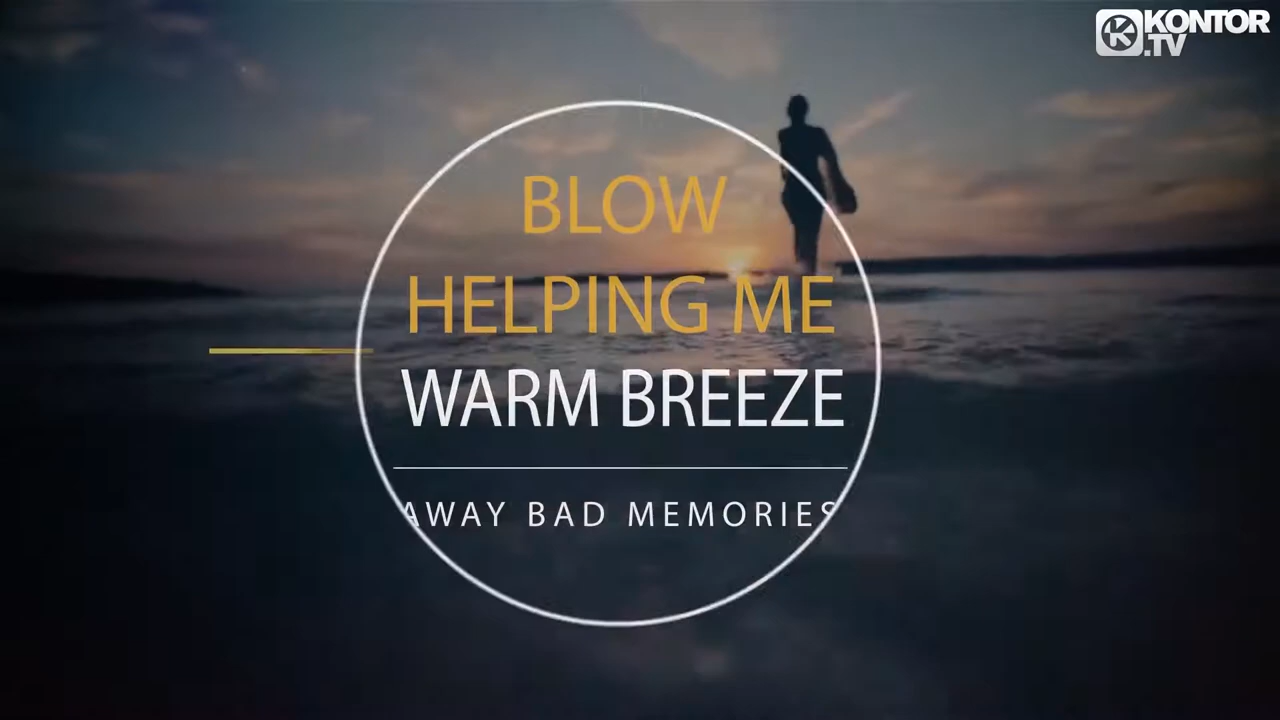 KONTOR
.TV
BLOW
HELPING ME
WARM BREEZE
AWAY BAD MEMORIES